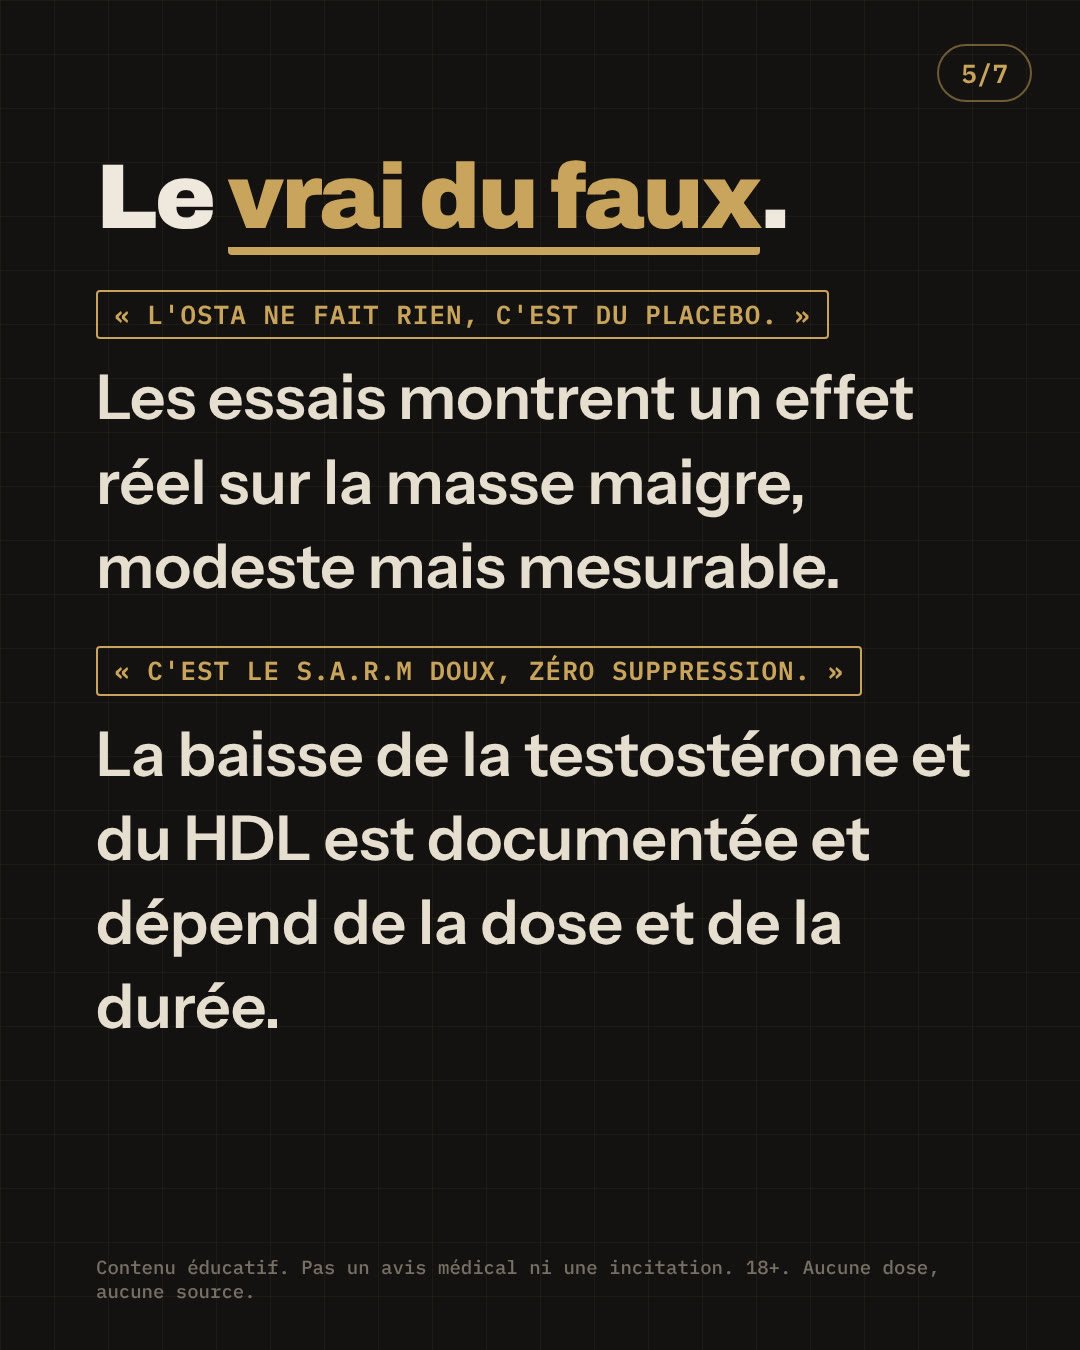 5/7
Le vrai du faux.
« L'OSTA NE FAIT RIEN, C'EST DU PLACEBO. »
Les essais montrent un effet
réel sur la masse maigre,
modeste mais mesurable.
« C'EST LE S.A.R.M DOUX, ZÉRO SUPPRESSION. »
La baisse de la testostérone et
du HDL est documentée et
dépend de la dose et de la
durée.
Contenu éducatif. Pas un avis médical ni une incitation. 18+. Aucune dose,
aucune source.